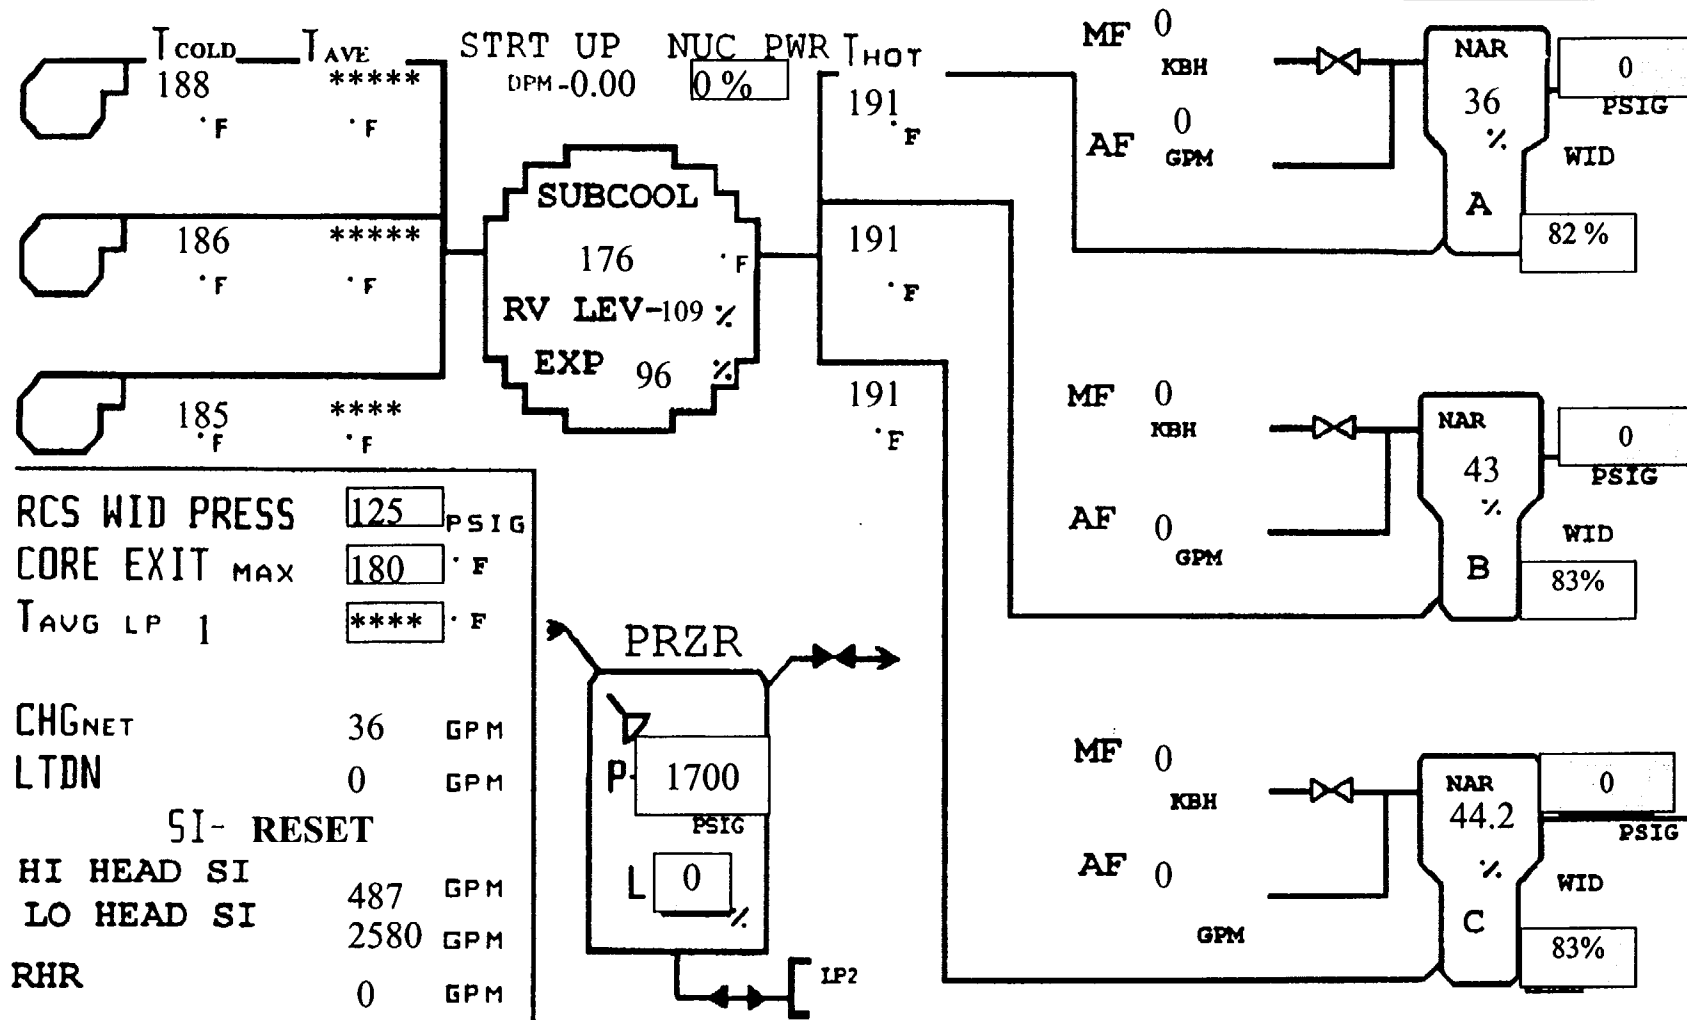 TCOLD TAVE STRT UP NUC PWR THOT
188 ***** DPM -0.00 0 % 191
°F °F °F
186 ***** 191
°F °F °F
185 **** 191
°F °F °F
SUBCOOL
176 °F
RV LEV-109 %
EXP 96 %
RCS WID PRESS 125 PSIG
CORE EXIT MAX 180 °F
TAVG LP 1 **** °F
CHGNET 36 GPM
LTDN 0 GPM
SI- RESET
HI HEAD SI 487 GPM
LO HEAD SI 2580 GPM
RHR 0 GPM
PRZR
P 1700
PSIG
L 0 %
LP2
MF 0 KBH
AF 0 GPM
NAR
36
%
A
0
PSIG
WID
82 %
MF 0 KBH
AF 0 GPM
NAR
43
%
B
0
PSIG
WID
83%
MF 0 KBH
AF 0
GPM
NAR
44.2
%
C
0
PSIG
WID
83%